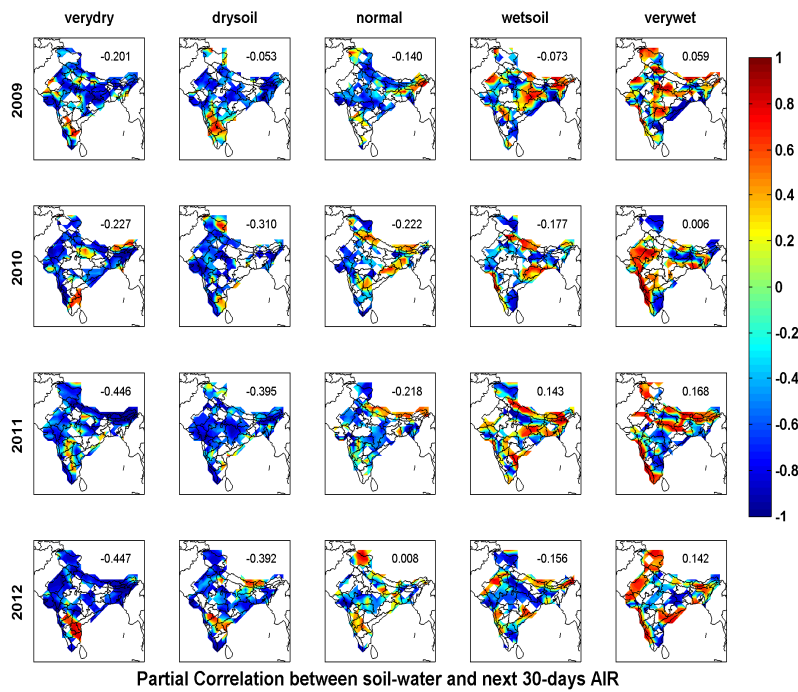 verydry drysoil normal wetsoil verywet
2009 -0.201 -0.053 -0.140 -0.073 0.059
2010 -0.227 -0.310 -0.222 -0.177 0.006
2011 -0.446 -0.395 -0.218 0.143 0.168
2012 -0.447 -0.392 0.008 -0.156 0.142
1
0.8
0.6
0.4
0.2
0
-0.2
-0.4
-0.6
-0.8
-1
Partial Correlation between soil-water and next 30-days AIR